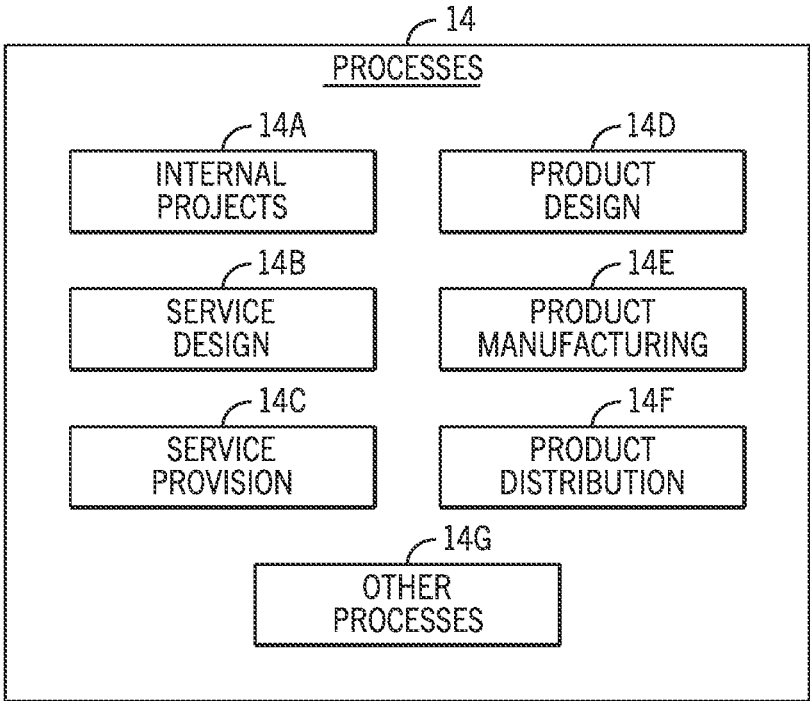 14
PROCESSES
14A
INTERNAL
PROJECTS
14B
SERVICE
DESIGN
14C
SERVICE
PROVISION
14D
PRODUCT
DESIGN
14E
PRODUCT
MANUFACTURING
14F
PRODUCT
DISTRIBUTION
14G
OTHER
PROCESSES